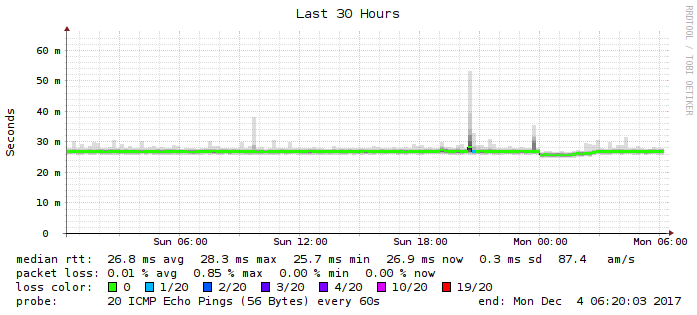 Last 30 Hours
RRDTOOL / TOBI OETIKER
Seconds
60 m
50 m
40 m
30 m
20 m
10 m
0
Sun 06:00 Sun 12:00 Sun 18:00 Mon 00:00 Mon 06:00
median rtt: 26.8 ms avg 28.3 ms max 25.7 ms min 26.9 ms now 0.3 ms sd 87.4 am/s
packet loss: 0.01 % avg 0.85 % max 0.00 % min 0.00 % now
loss color: 0 1/20 2/20 3/20 4/20 10/20 19/20
probe: 20 ICMP Echo Pings (56 Bytes) every 60s end: Mon Dec 4 06:20:03 2017